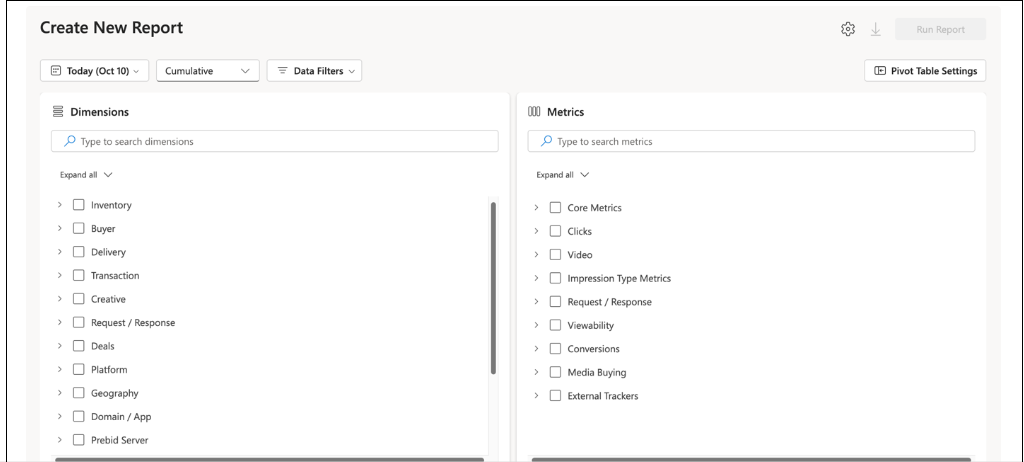 Create New Report
Run Report
Today (Oct 10)
Cumulative
Data Filters
Pivot Table Settings
Dimensions
Type to search dimensions
Expand all
Inventory
Buyer
Delivery
Transaction
Creative
Request / Response
Deals
Platform
Geography
Domain / App
Prebid Server
Metrics
Type to search metrics
Expand all
Core Metrics
Clicks
Video
Impression Type Metrics
Request / Response
Viewability
Conversions
Media Buying
External Trackers